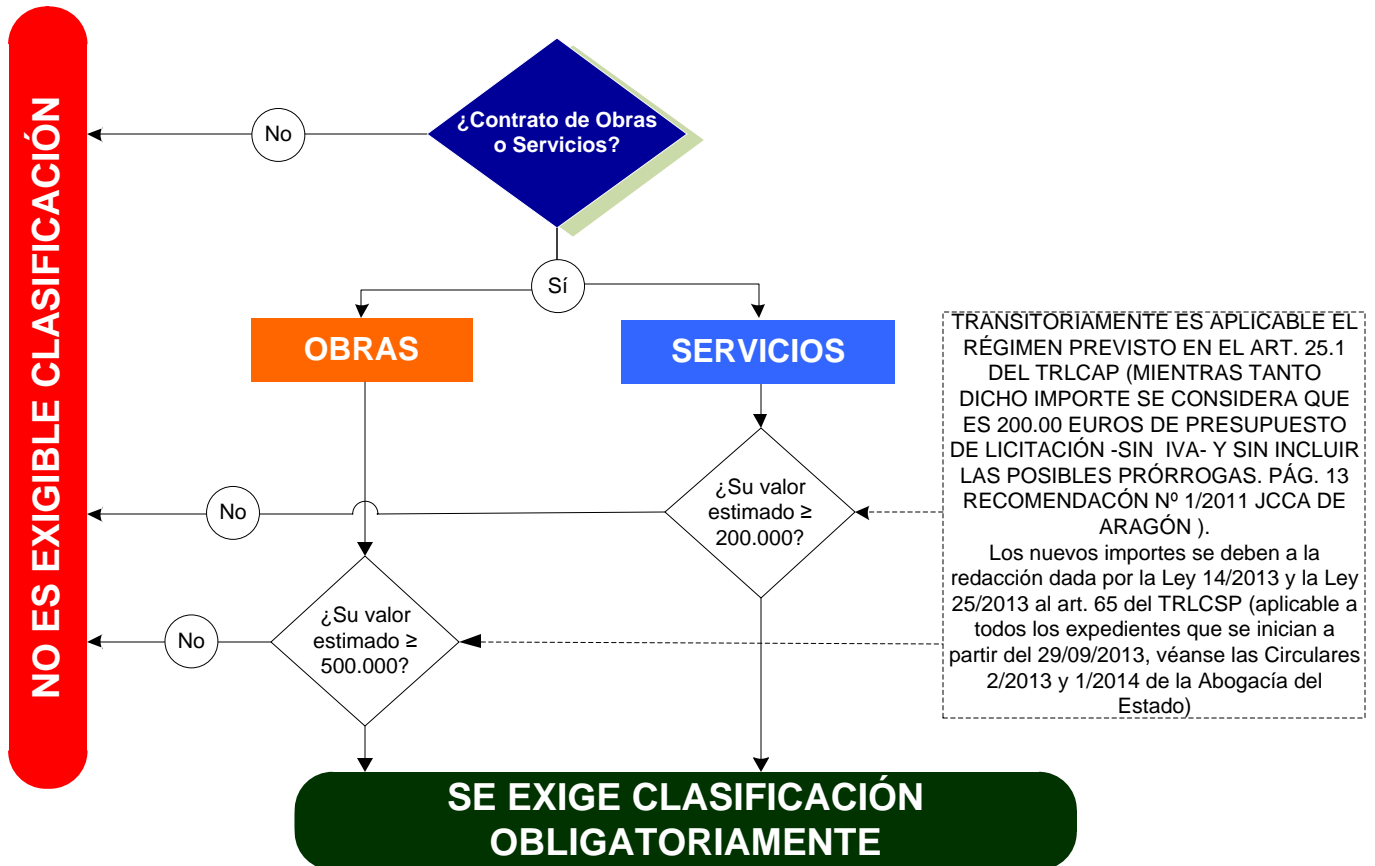 NO ES EXIGIBLE CLASIFICACIÓN
¿Contrato de Obras
o Servicios?
No
Sí
OBRAS
SERVICIOS
TRANSITORIAMENTE ES APLICABLE EL
RÉGIMEN PREVISTO EN EL ART. 25.1
DEL TRLCAP (MIENTRAS TANTO
DICHO IMPORTE SE CONSIDERA QUE
ES 200.00 EUROS DE PRESUPUESTO
DE LICITACIÓN -SIN IVA- Y SIN INCLUIR
LAS POSIBLES PRÓRROGAS. PÁG. 13
RECOMENDACÓN Nº 1/2011 JCCA DE
ARAGÓN ).
Los nuevos importes se deben a la
redacción dada por la Ley 14/2013 y la Ley
25/2013 al art. 65 del TRLCSP (aplicable a
todos los expedientes que se inician a
partir del 29/09/2013, véanse las Circulares
2/2013 y 1/2014 de la Abogacía del
Estado)
¿Su valor
estimado ≥
200.000?
No
¿Su valor
estimado ≥
500.000?
No
SE EXIGE CLASIFICACIÓN
OBLIGATORIAMENTE